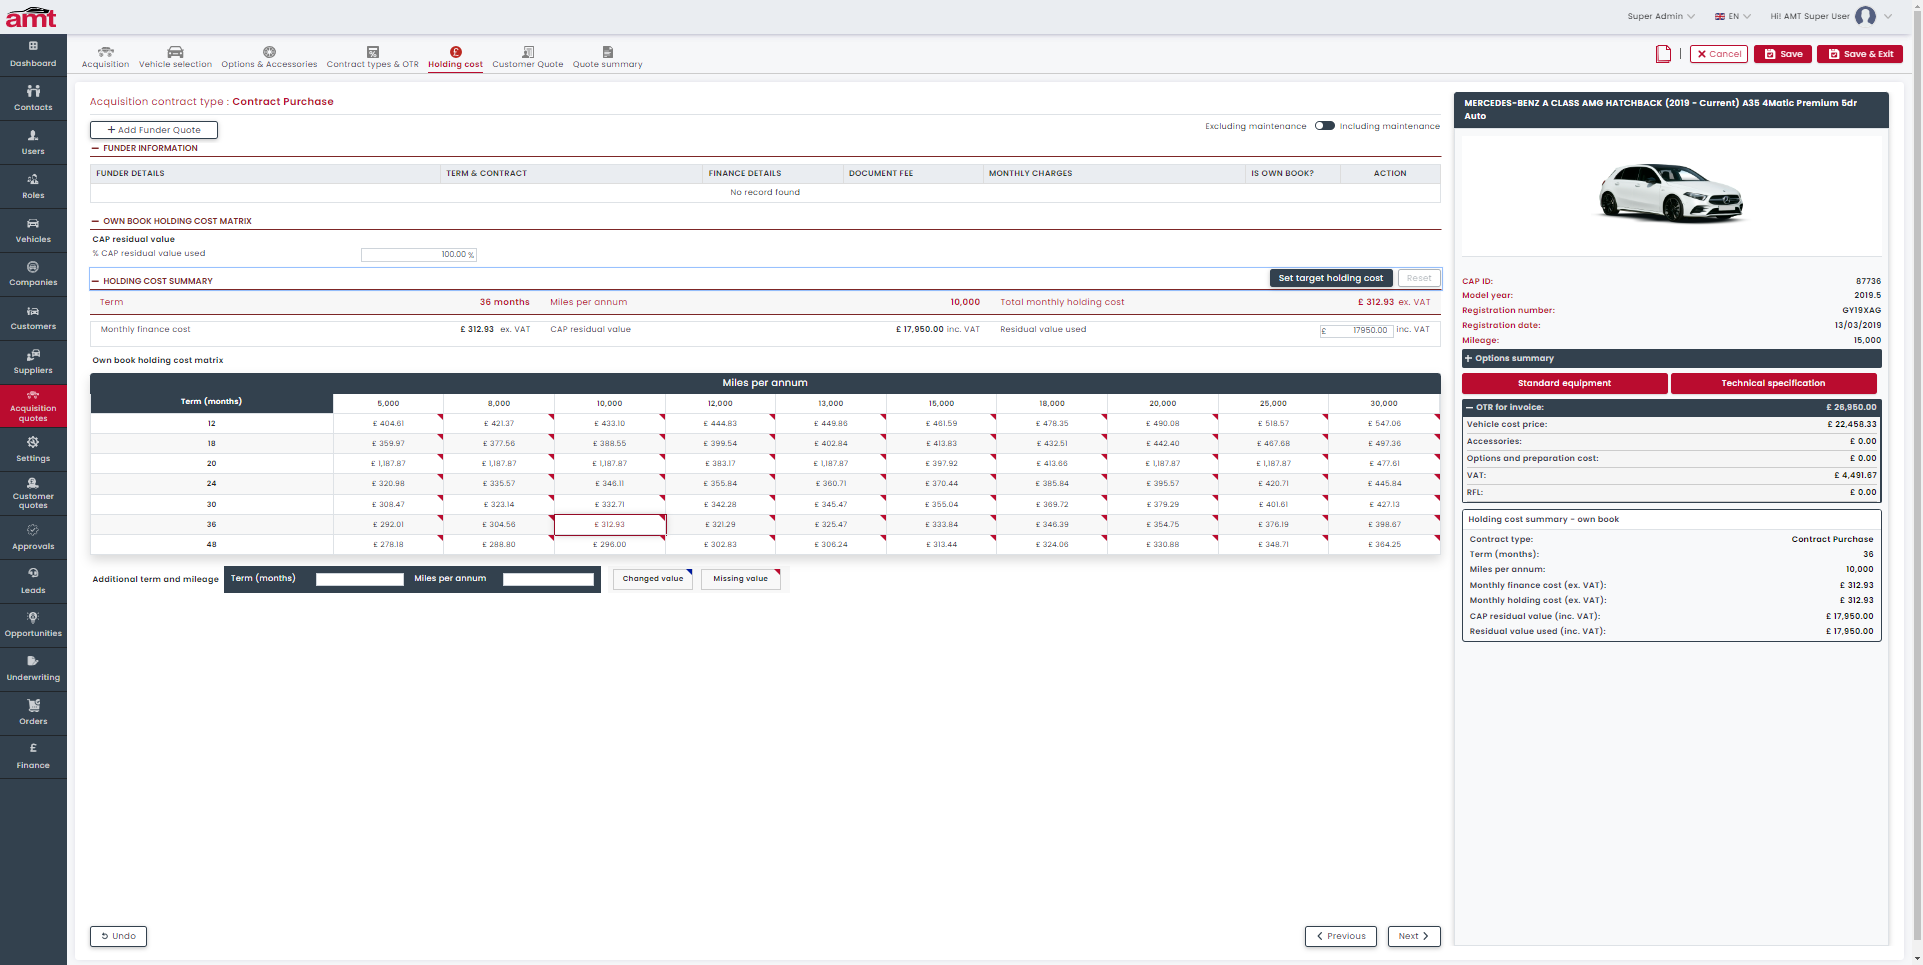 amt
Super Admin
EN
Hi! AMT Super User
Dashboard
Contacts
Users
Roles
Vehicles
Companies
Customers
Suppliers
Acquisition
quotes
Settings
Customer
quotes
Approvals
Leads
Opportunities
Underwriting
Orders
£
Finance
Acquisition
Vehicle selection
Options & Accessories
Contract types & OTR
Holding cost
Customer Quote
Quote summary
Cancel
Save
Save & Exit
Acquisition contract type : Contract Purchase
+ Add Funder Quote
Excluding maintenance
Including maintenance
FUNDER INFORMATION
FUNDER DETAILS TERM & CONTRACT FINANCE DETAILS DOCUMENT FEE MONTHLY CHARGES IS OWN BOOK? ACTION
No record found
OWN BOOK HOLDING COST MATRIX
CAP residual value
% CAP residual value used 100.00 %
HOLDING COST SUMMARY
Set target holding cost
Reset
Term 36 months Miles per annum 10,000 Total monthly holding cost £ 312.93 ex. VAT
Monthly finance cost £ 312.93 ex. VAT CAP residual value £ 17,950.00 inc. VAT Residual value used £ 17950.00 inc. VAT
Own book holding cost matrix
Miles per annum
Term (months) 5,000 8,000 10,000 12,000 13,000 15,000 18,000 20,000 25,000 30,000
12 £ 404.61 £ 421.37 £ 433.10 £ 444.83 £ 449.86 £ 461.59 £ 478.35 £ 490.08 £ 518.57 £ 547.06
18 £ 359.97 £ 377.56 £ 388.55 £ 399.54 £ 402.84 £ 413.83 £ 432.51 £ 442.40 £ 467.68 £ 497.36
20 £ 1,187.87 £ 1,187.87 £ 1,187.87 £ 383.17 £ 1,187.87 £ 397.92 £ 413.66 £ 1,187.87 £ 1,187.87 £ 477.61
24 £ 320.98 £ 335.57 £ 346.11 £ 355.84 £ 360.71 £ 370.44 £ 385.84 £ 395.57 £ 420.71 £ 445.84
30 £ 308.47 £ 323.14 £ 332.71 £ 342.28 £ 345.47 £ 355.04 £ 369.72 £ 379.29 £ 401.61 £ 427.13
36 £ 292.01 £ 304.56 £ 312.93 £ 321.29 £ 325.47 £ 333.84 £ 346.39 £ 354.75 £ 376.19 £ 398.67
48 £ 278.18 £ 288.80 £ 296.00 £ 302.83 £ 306.24 £ 313.44 £ 324.06 £ 330.88 £ 348.71 £ 364.25
Additional term and mileage Term (months) Miles per annum Changed value Missing value
Undo
Previous
Next
MERCEDES-BENZ A CLASS AMG HATCHBACK (2019 - Current) A35 4Matic Premium 5dr
Auto
CAP ID: 87736
Model year: 2019.5
Registration number: GY19XAG
Registration date: 13/03/2019
Mileage: 15,000
+ Options summary
Standard equipment
Technical specification
OTR for invoice: £ 26,950.00
Vehicle cost price: £ 22,458.33
Accessories: £ 0.00
Options and preparation cost: £ 0.00
VAT: £ 4,491.67
RFL: £ 0.00
Holding cost summary - own book
Contract type: Contract Purchase
Term (months): 36
Miles per annum: 10,000
Monthly finance cost (ex. VAT): £ 312.93
Monthly holding cost (ex. VAT): £ 312.93
CAP residual value (inc. VAT): £ 17,950.00
Residual value used (inc. VAT): £ 17,950.00